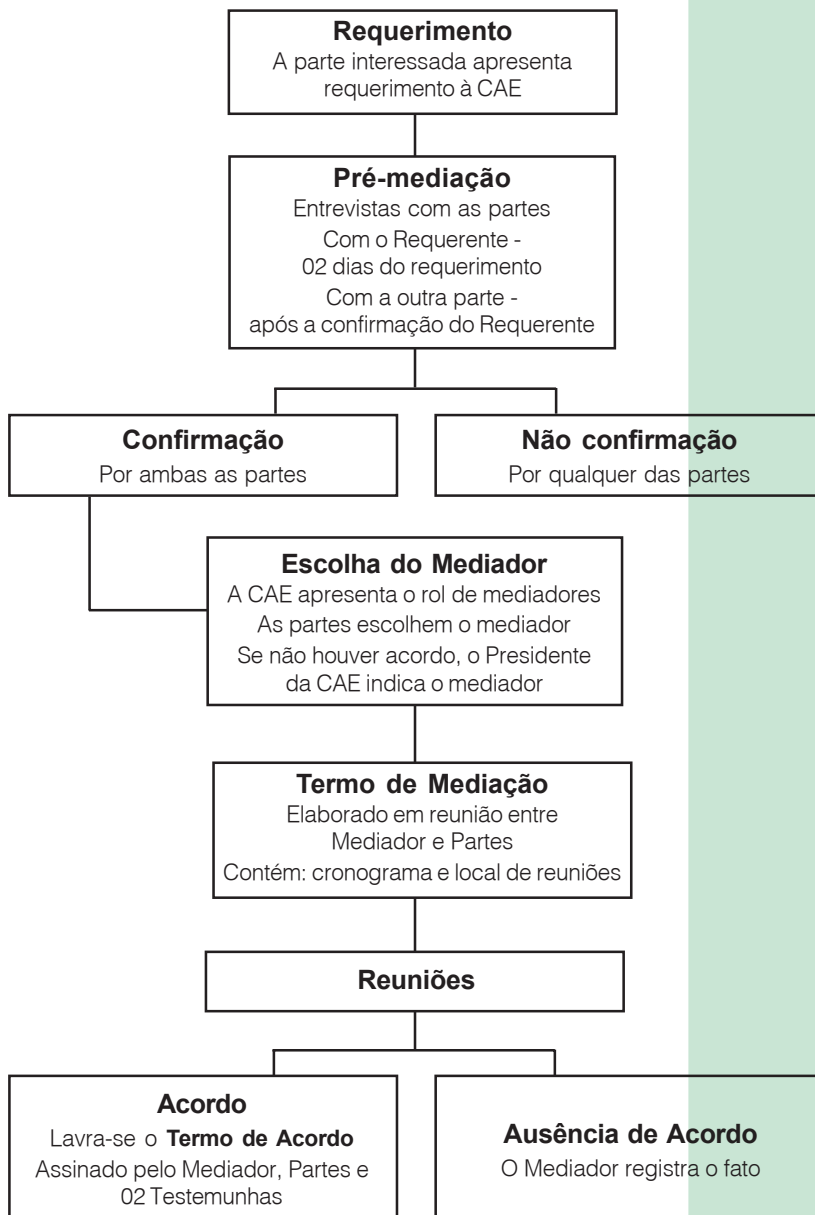 Requerimento
A parte interessada apresenta
requerimento à CAE
Pré-mediação
Entrevistas com as partes
Com o Requerente -
02 dias do requerimento
Com a outra parte -
após a confirmação do Requerente
Confirmação
Por ambas as partes
Não confirmação
Por qualquer das partes
Escolha do Mediador
A CAE apresenta o rol de mediadores
As partes escolhem o mediador
Se não houver acordo, o Presidente
da CAE indica o mediador
Termo de Mediação
Elaborado em reunião entre
Mediador e Partes
Contém: cronograma e local de reuniões
Reuniões
Acordo
Lavra-se o Termo de Acordo
Assinado pelo Mediador, Partes e
02 Testemunhas
Ausência de Acordo
O Mediador registra o fato